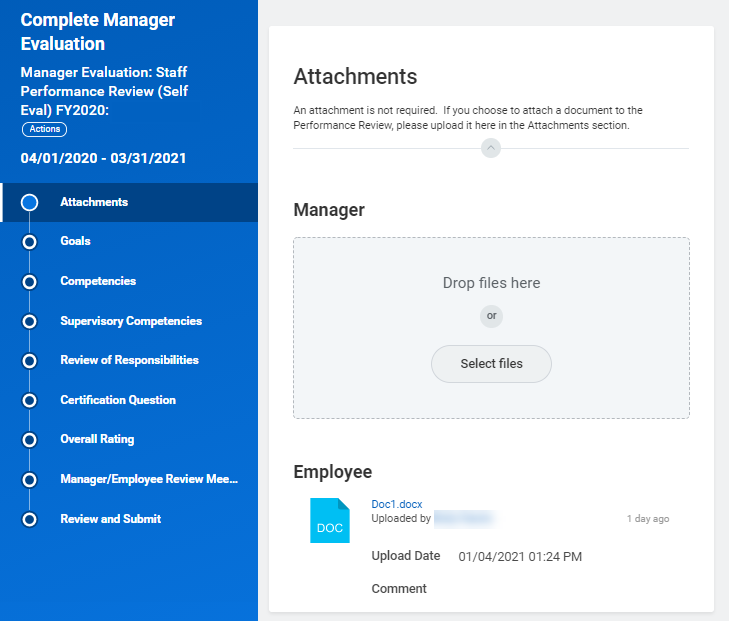 Complete Manager
Evaluation
Manager Evaluation: Staff
Performance Review (Self
Eval) FY2020:
Actions
04/01/2020 - 03/31/2021
Attachments
Goals
Competencies
Supervisory Competencies
Review of Responsibilities
Certification Question
Overall Rating
Manager/Employee Review Mee...
Review and Submit
Attachments
An attachment is not required. If you choose to attach a document to the
Performance Review, please upload it here in the Attachments section.
Manager
Drop files here
or
Select files
Employee
DOC
Doc1.docx
Uploaded by
1 day ago
Upload Date 01/04/2021 01:24 PM
Comment